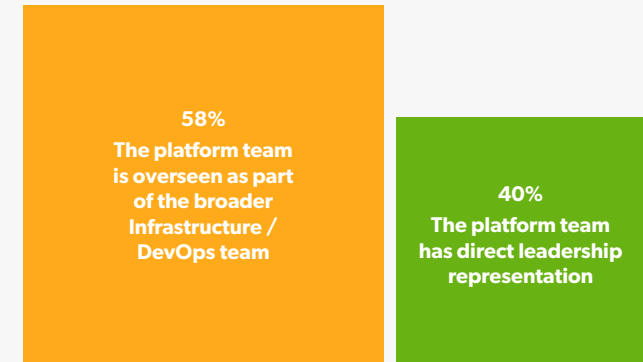 58%
The platform team
is overseen as part
of the broader
Infrastructure /
DevOps team
40%
The platform team
has direct leadership
representation